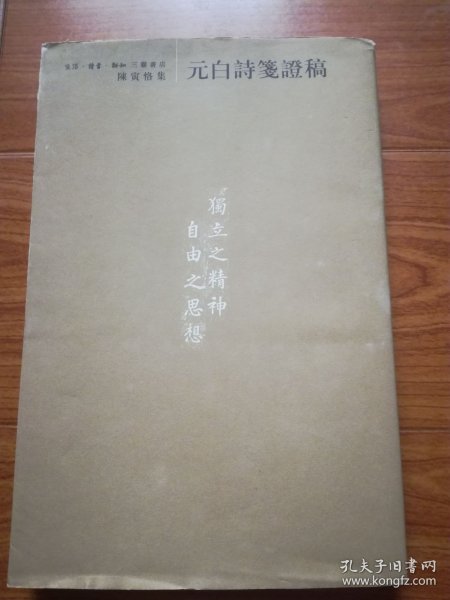 生活·讀書·新知 三聯書店
陳寅恪集
元白詩箋證稿
獨立之精神
自由之思想
孔夫子旧书网
www.kongfz.com